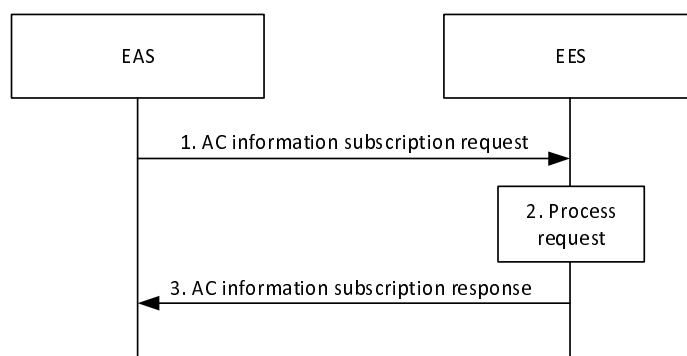 EAS
EES
1. AC information subscription request
2. Process
request
3. AC information subscription response